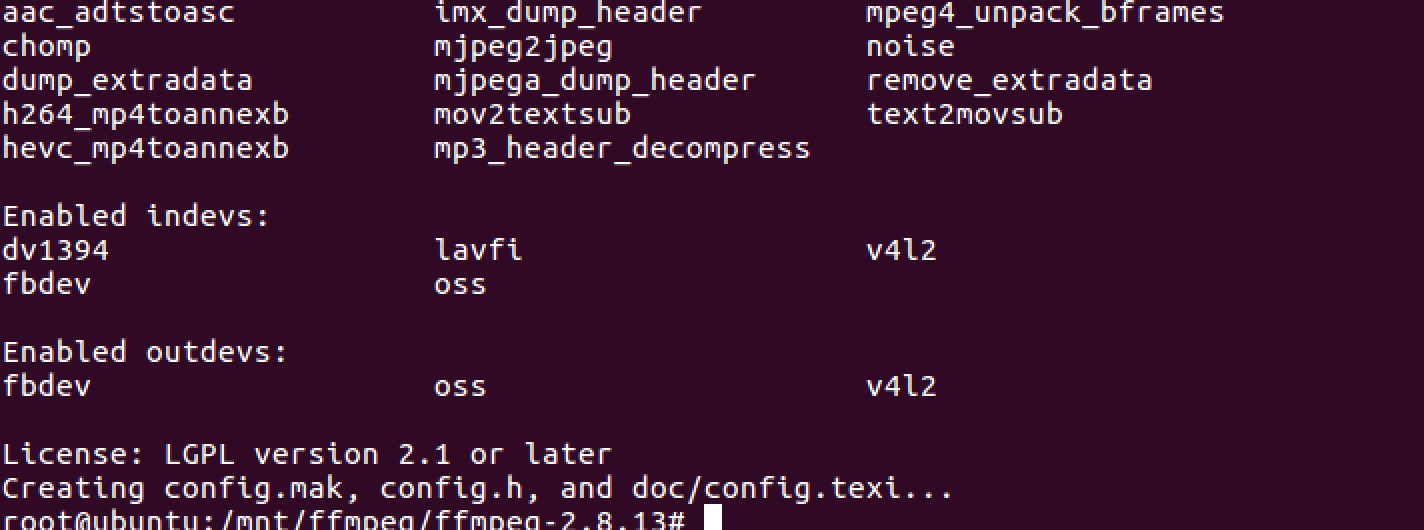 aac_adtstoasc imx_dump_header mpeg4_unpack_bframes
chomp mjpeg2jpeg noise
dump_extradata mjpega_dump_header remove_extradata
h264_mp4toannexb mov2textsub text2movsub
hevc_mp4toannexb mp3_header_decompress
Enabled indevs:
dv1394 lavfi v4l2
fbdev oss
Enabled outdevs:
fbdev oss v4l2
License: LGPL version 2.1 or later
Creating config.mak, config.h, and doc/config.texi...
root@ubuntu:/mnt/ffmpeg/ffmpeg-2.8.13#